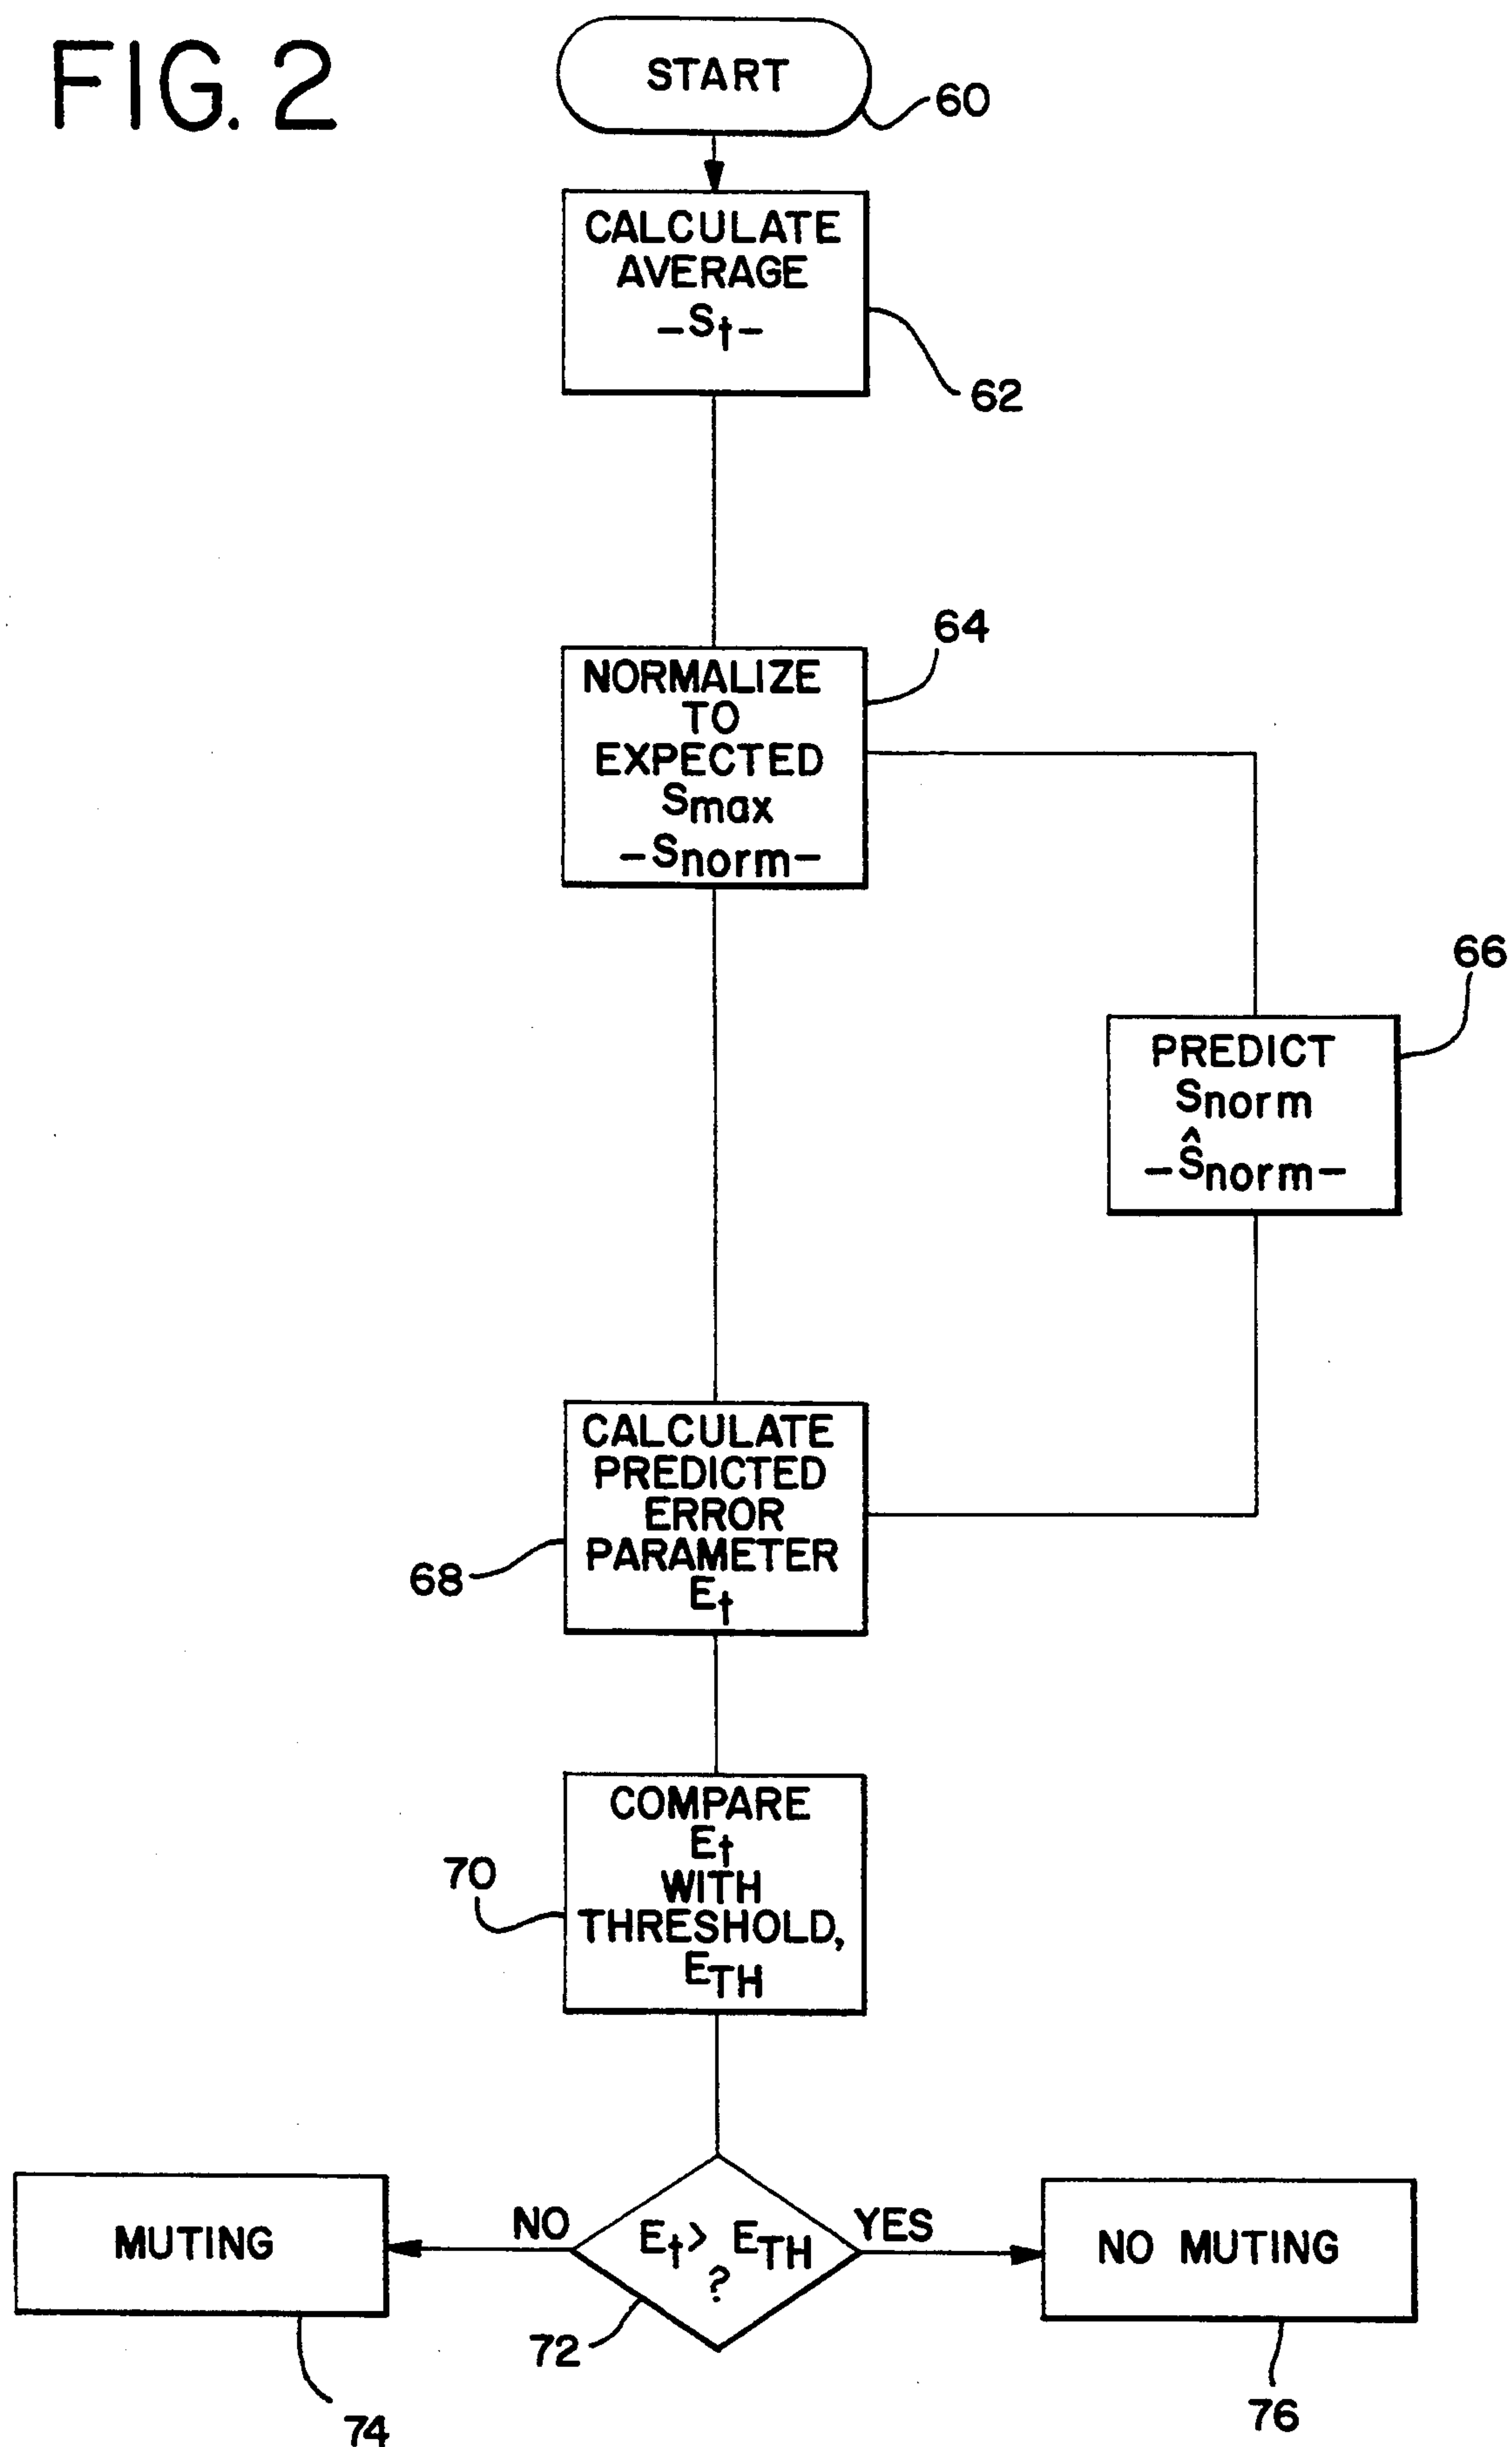 FIG. 2
START
60
CALCULATE
AVERAGE
–St–
62
64
NORMALIZE
TO
EXPECTED
Smax
–Snorm–
66
PREDICT
Snorm
–Ŝnorm–
CALCULATE
PREDICTED
ERROR
PARAMETER
Et
68
COMPARE
Et
WITH
THRESHOLD,
ETH
70
NO
Et> ETH
?
YES
MUTING
NO MUTING
72
74
76